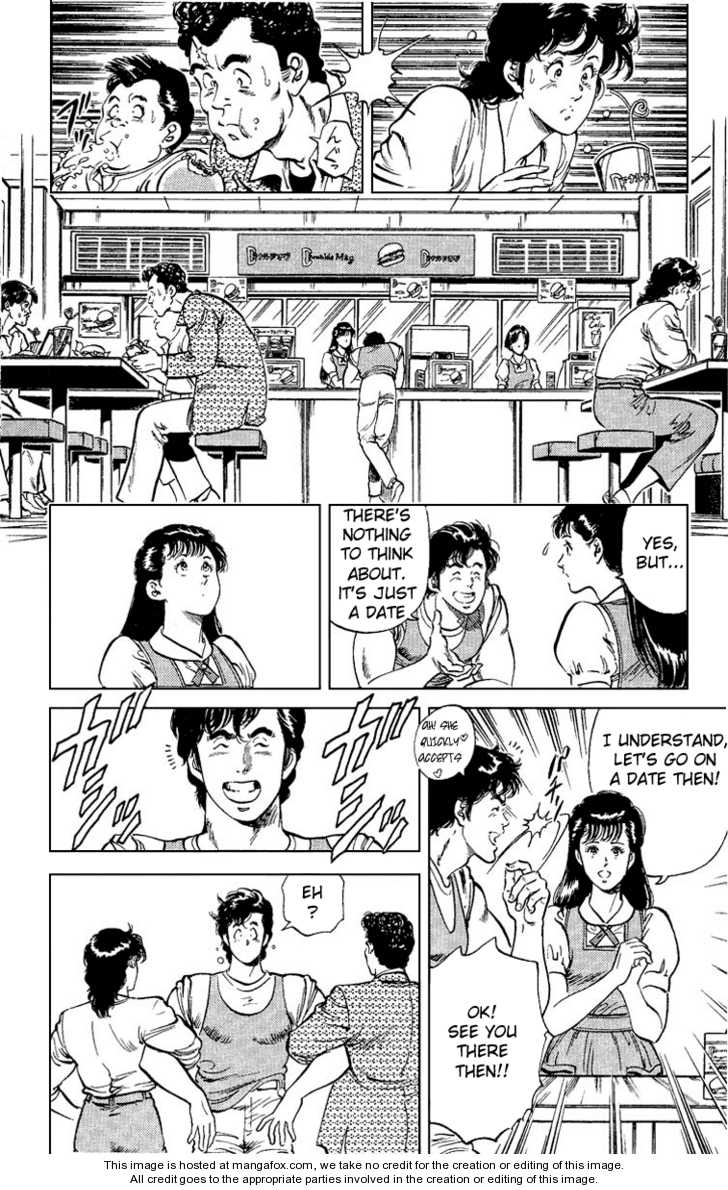 THERE'S
NOTHING
TO THINK
ABOUT.
IT'S JUST
A DATE
YES,
BUT...
AH! SHE
QUICKLY
ACCEPTS
I UNDERSTAND,
LET'S GO ON
A DATE THEN!
OK!
SEE YOU
THERE
THEN!!
EH
?
This image is hosted at mangafox.com, we take no credit for the creation or editing of this image.
All credit goes to the appropriate parties involved in the creation or editing of this image.